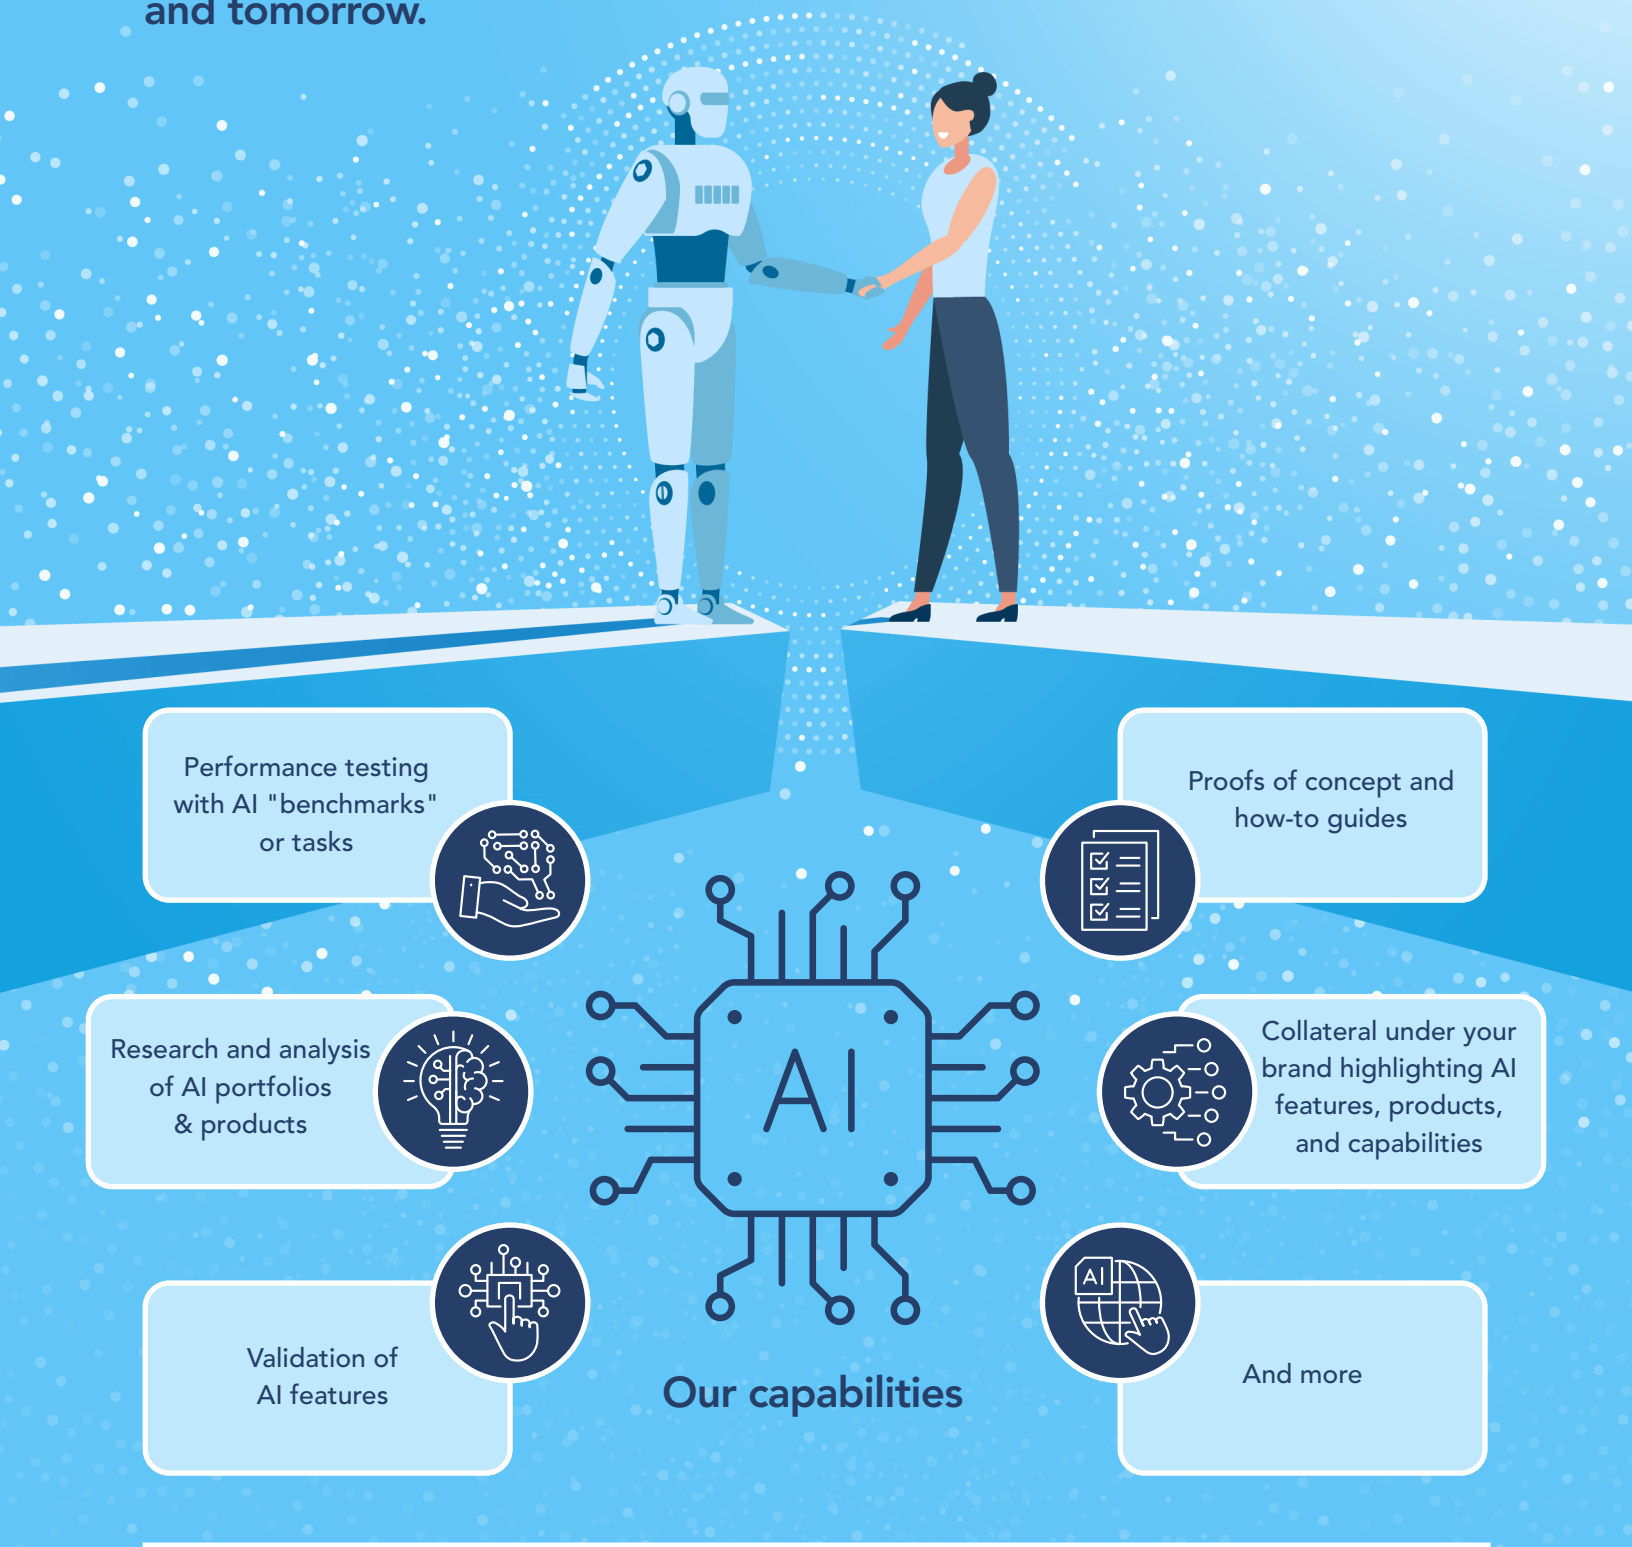 and tomorrow.
Performance testing
with AI "benchmarks"
or tasks
Proofs of concept and
how-to guides
Research and analysis
of AI portfolios
& products
Collateral under your
brand highlighting AI
features, products,
and capabilities
AI
Validation of
AI features
AI
And more
Our capabilities